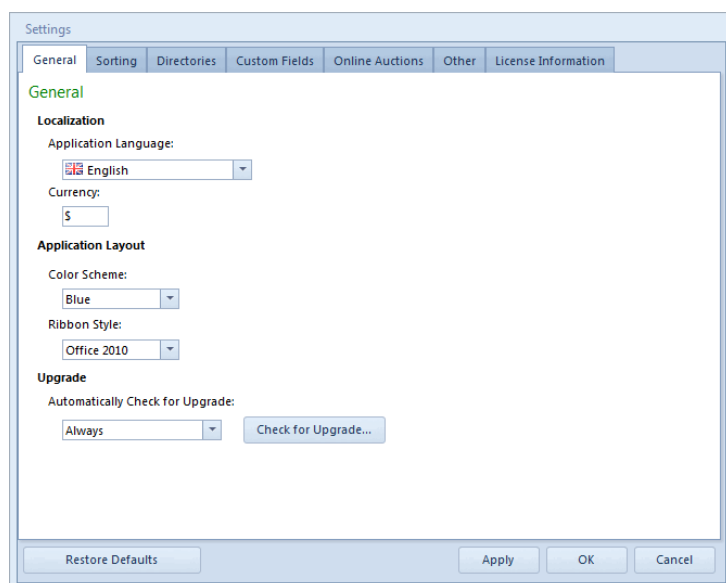 Settings
General Sorting Directories Custom Fields Online Auctions Other License Information
General
Localization
Application Language:
English
Currency:
$
Application Layout
Color Scheme:
Blue
Ribbon Style:
Office 2010
Upgrade
Automatically Check for Upgrade:
Always Check for Upgrade...
Restore Defaults Apply OK Cancel